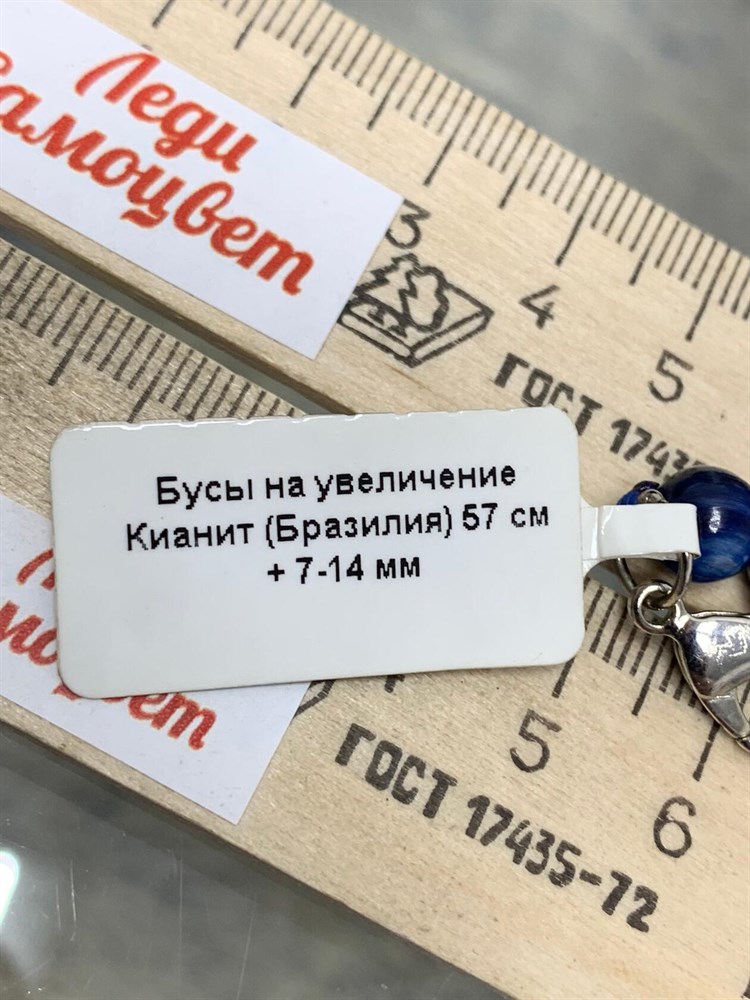 Леди
Самоцвет
3
4
5
ГОСТ 1743
Бусы на увеличение
Кианит (Бразилия) 57 см
+ 7-14 мм
5
6
ГОСТ 17435-72